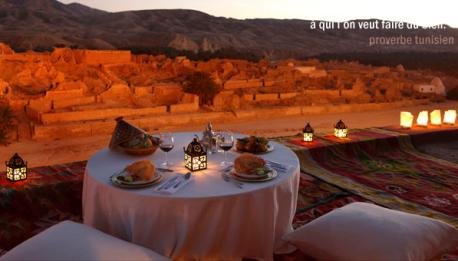 à qui l'on veut faire du bien.
proverbe tunisien